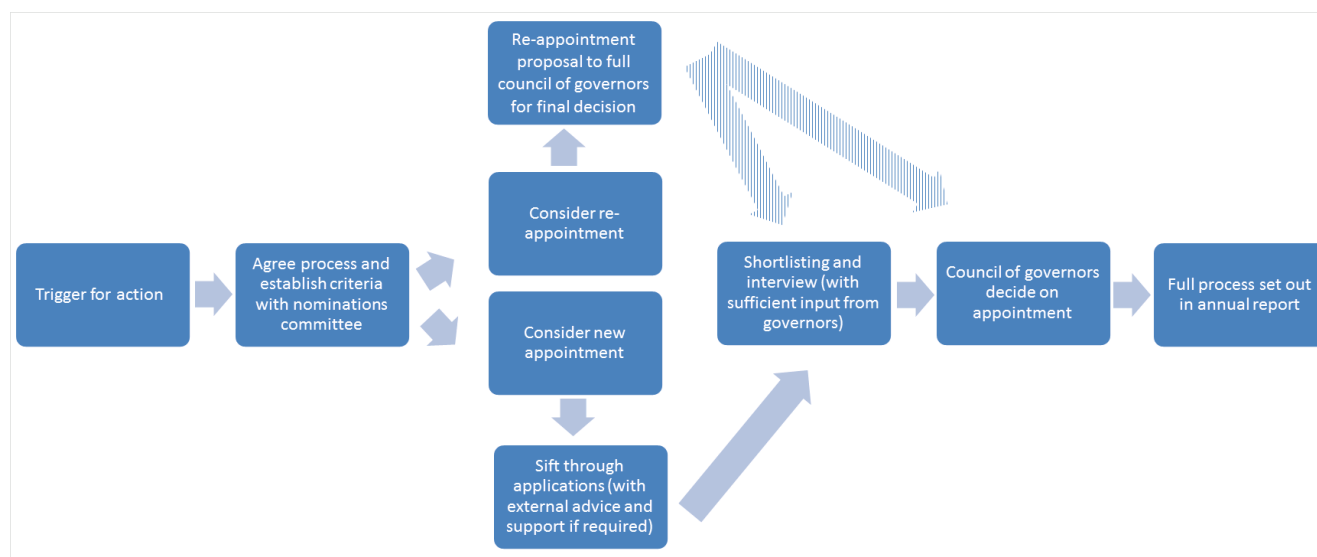 Re-appointment
proposal to full
council of governors
for final decision
Consider re-
appointment
Trigger for action
Agree process and
establish criteria
with nominations
committee
Consider new
appointment
Sift through
applications (with
external advice and
support if required)
Shortlisting and
interview (with
sufficient input from
governors)
Council of governors
decide on
appointment
Full process set out
in annual report